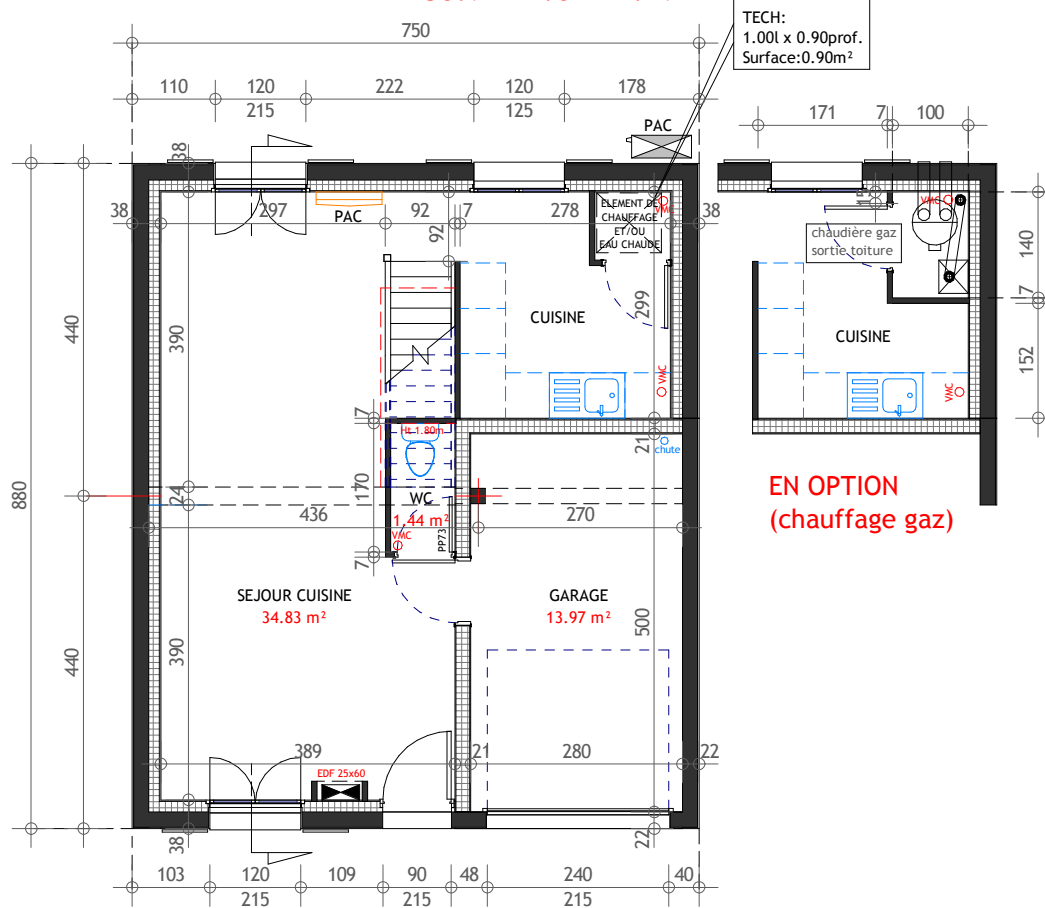 TECH:
1.00l x 0.90prof.
Surface:0.90m²
750
110
120
222
120
178
215
125
PAC
171
7
100
38
38
297
PAC
92
7
278
38
92
ELEMENT DE
CHAUFFAGE
ET/OU
EAU CHAUDE
VMC
VMC
chaudière gaz
sortie toiture
140
7
152
440
390
299
CUISINE
CUISINE
VMC
VMC
7
Ht 1.80m
21
chute
880
24
170
WC
1.44 m²
436
270
VMC
PP73
7
EN OPTION
(chauffage gaz)
SEJOUR CUISINE
34.83 m²
GARAGE
13.97 m²
500
440
390
389
21
280
22
EDF 25x60
38
22
103
120
109
90
48
240
40
215
215
215